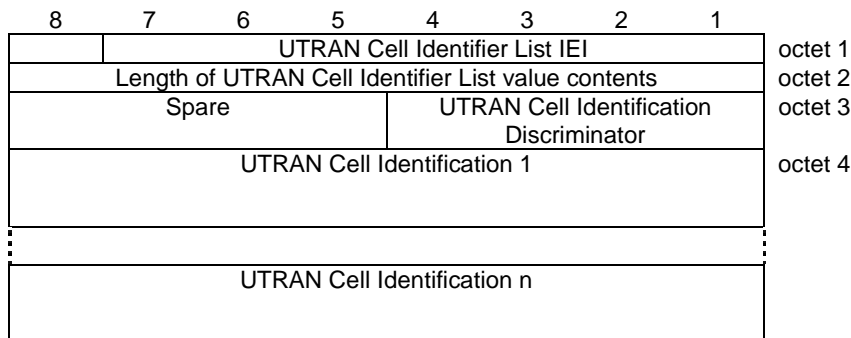 8 7 6 5 4 3 2 1
UTRAN Cell Identifier List IEI octet 1
Length of UTRAN Cell Identifier List value contents octet 2
Spare UTRAN Cell Identification octet 3
Discriminator
UTRAN Cell Identification 1 octet 4
UTRAN Cell Identification n